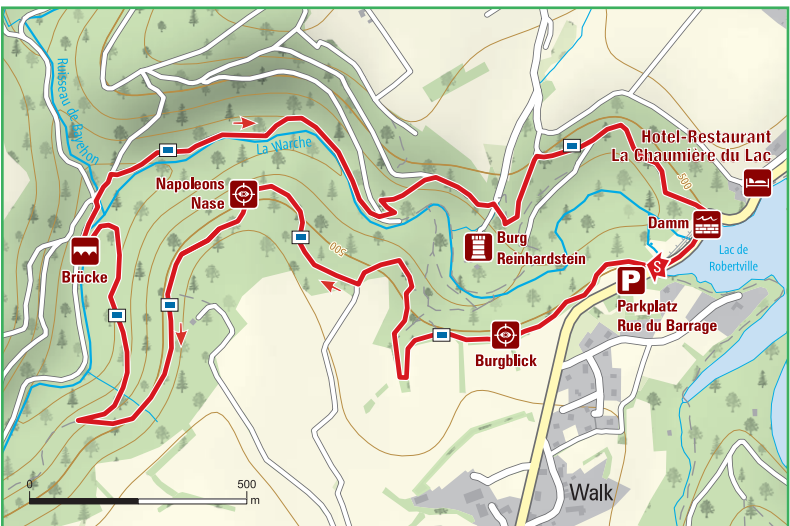 Ruisseau de Bayehon
La Warche
Napoleons
Nase
Brücke
Hotel-Restaurant
La Chaumière du Lac
500
Damm
Burg
Reinhardstein
Lac de
Robertville
500
S
P
Parkplatz
Rue du Barrage
Burgblick
Walk
0 500
m